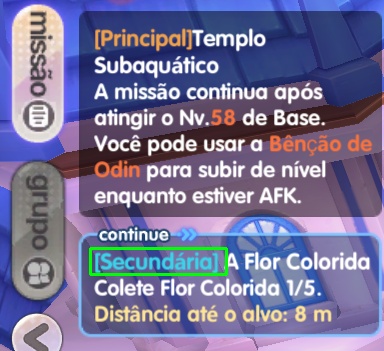 missão
[Principal]Templo
Subaquático
A missão continua após
atingir o Nv.58 de Base.
Você pode usar a Bênção de
Odin para subir de nível
enquanto estiver AFK.
grupo
continue
[Secundária] A Flor Colorida
Colete Flor Colorida 1/5.
Distância até o alvo: 8 m